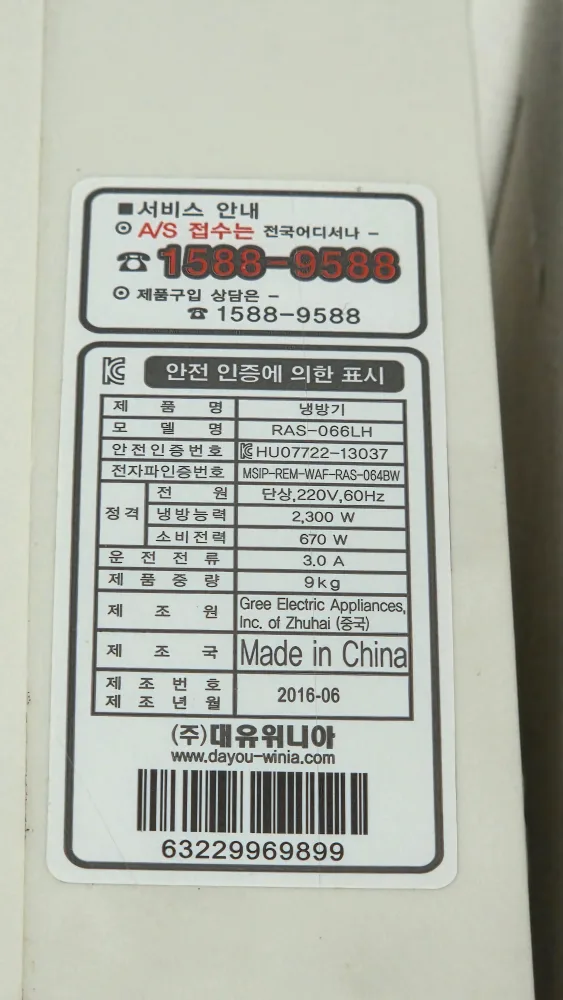 ■서비스 안내
⊙ A/S 접수는 전국어디서나 -
☎ 1588-9588
⊙ 제품구입 상담은 -
☎ 1588-9588
KC 안전 인증에 의한 표시
제 품 명 냉방기
모 델 명 RAS-066LH
안전인증번호 KC HU07722-13037
전자파인증번호 MSIP-REM-WAF-RAS-064BW
정격 전 원 단상,220V,60Hz
냉방능력 2,300 W
소비전력 670 W
운 전 전 류 3.0 A
제 품 중 량 9kg
제 조 원 Gree Electric Appliances,
Inc. of Zhuhai (중국)
제 조 국 Made in China
제 조 번 호
제 조 년 월 2016-06
(주)대유위니아
www.dayou-winia.com
63229969899